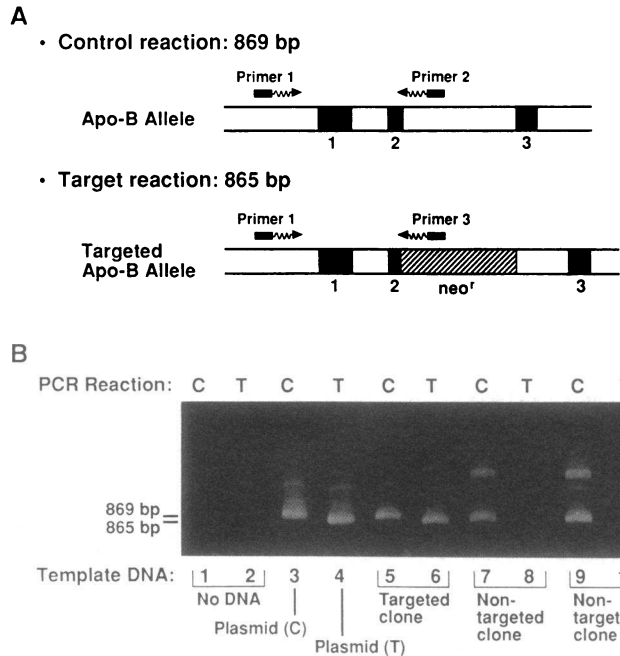 A
• Control reaction: 869 bp
Primer 1
Primer 2
Apo-B Allele
1 2 3
• Target reaction: 865 bp
Primer 1
Primer 3
Targeted
Apo-B Allele
1 2 neoʳ 3
B
PCR Reaction: C T C T C T C T C
869 bp
865 bp
Template DNA: 1 2 3 4 5 6 7 8 9
No DNA
Plasmid (C)
Plasmid (T)
Targeted
clone
Non-
targeted
clone
Non-
target
clone